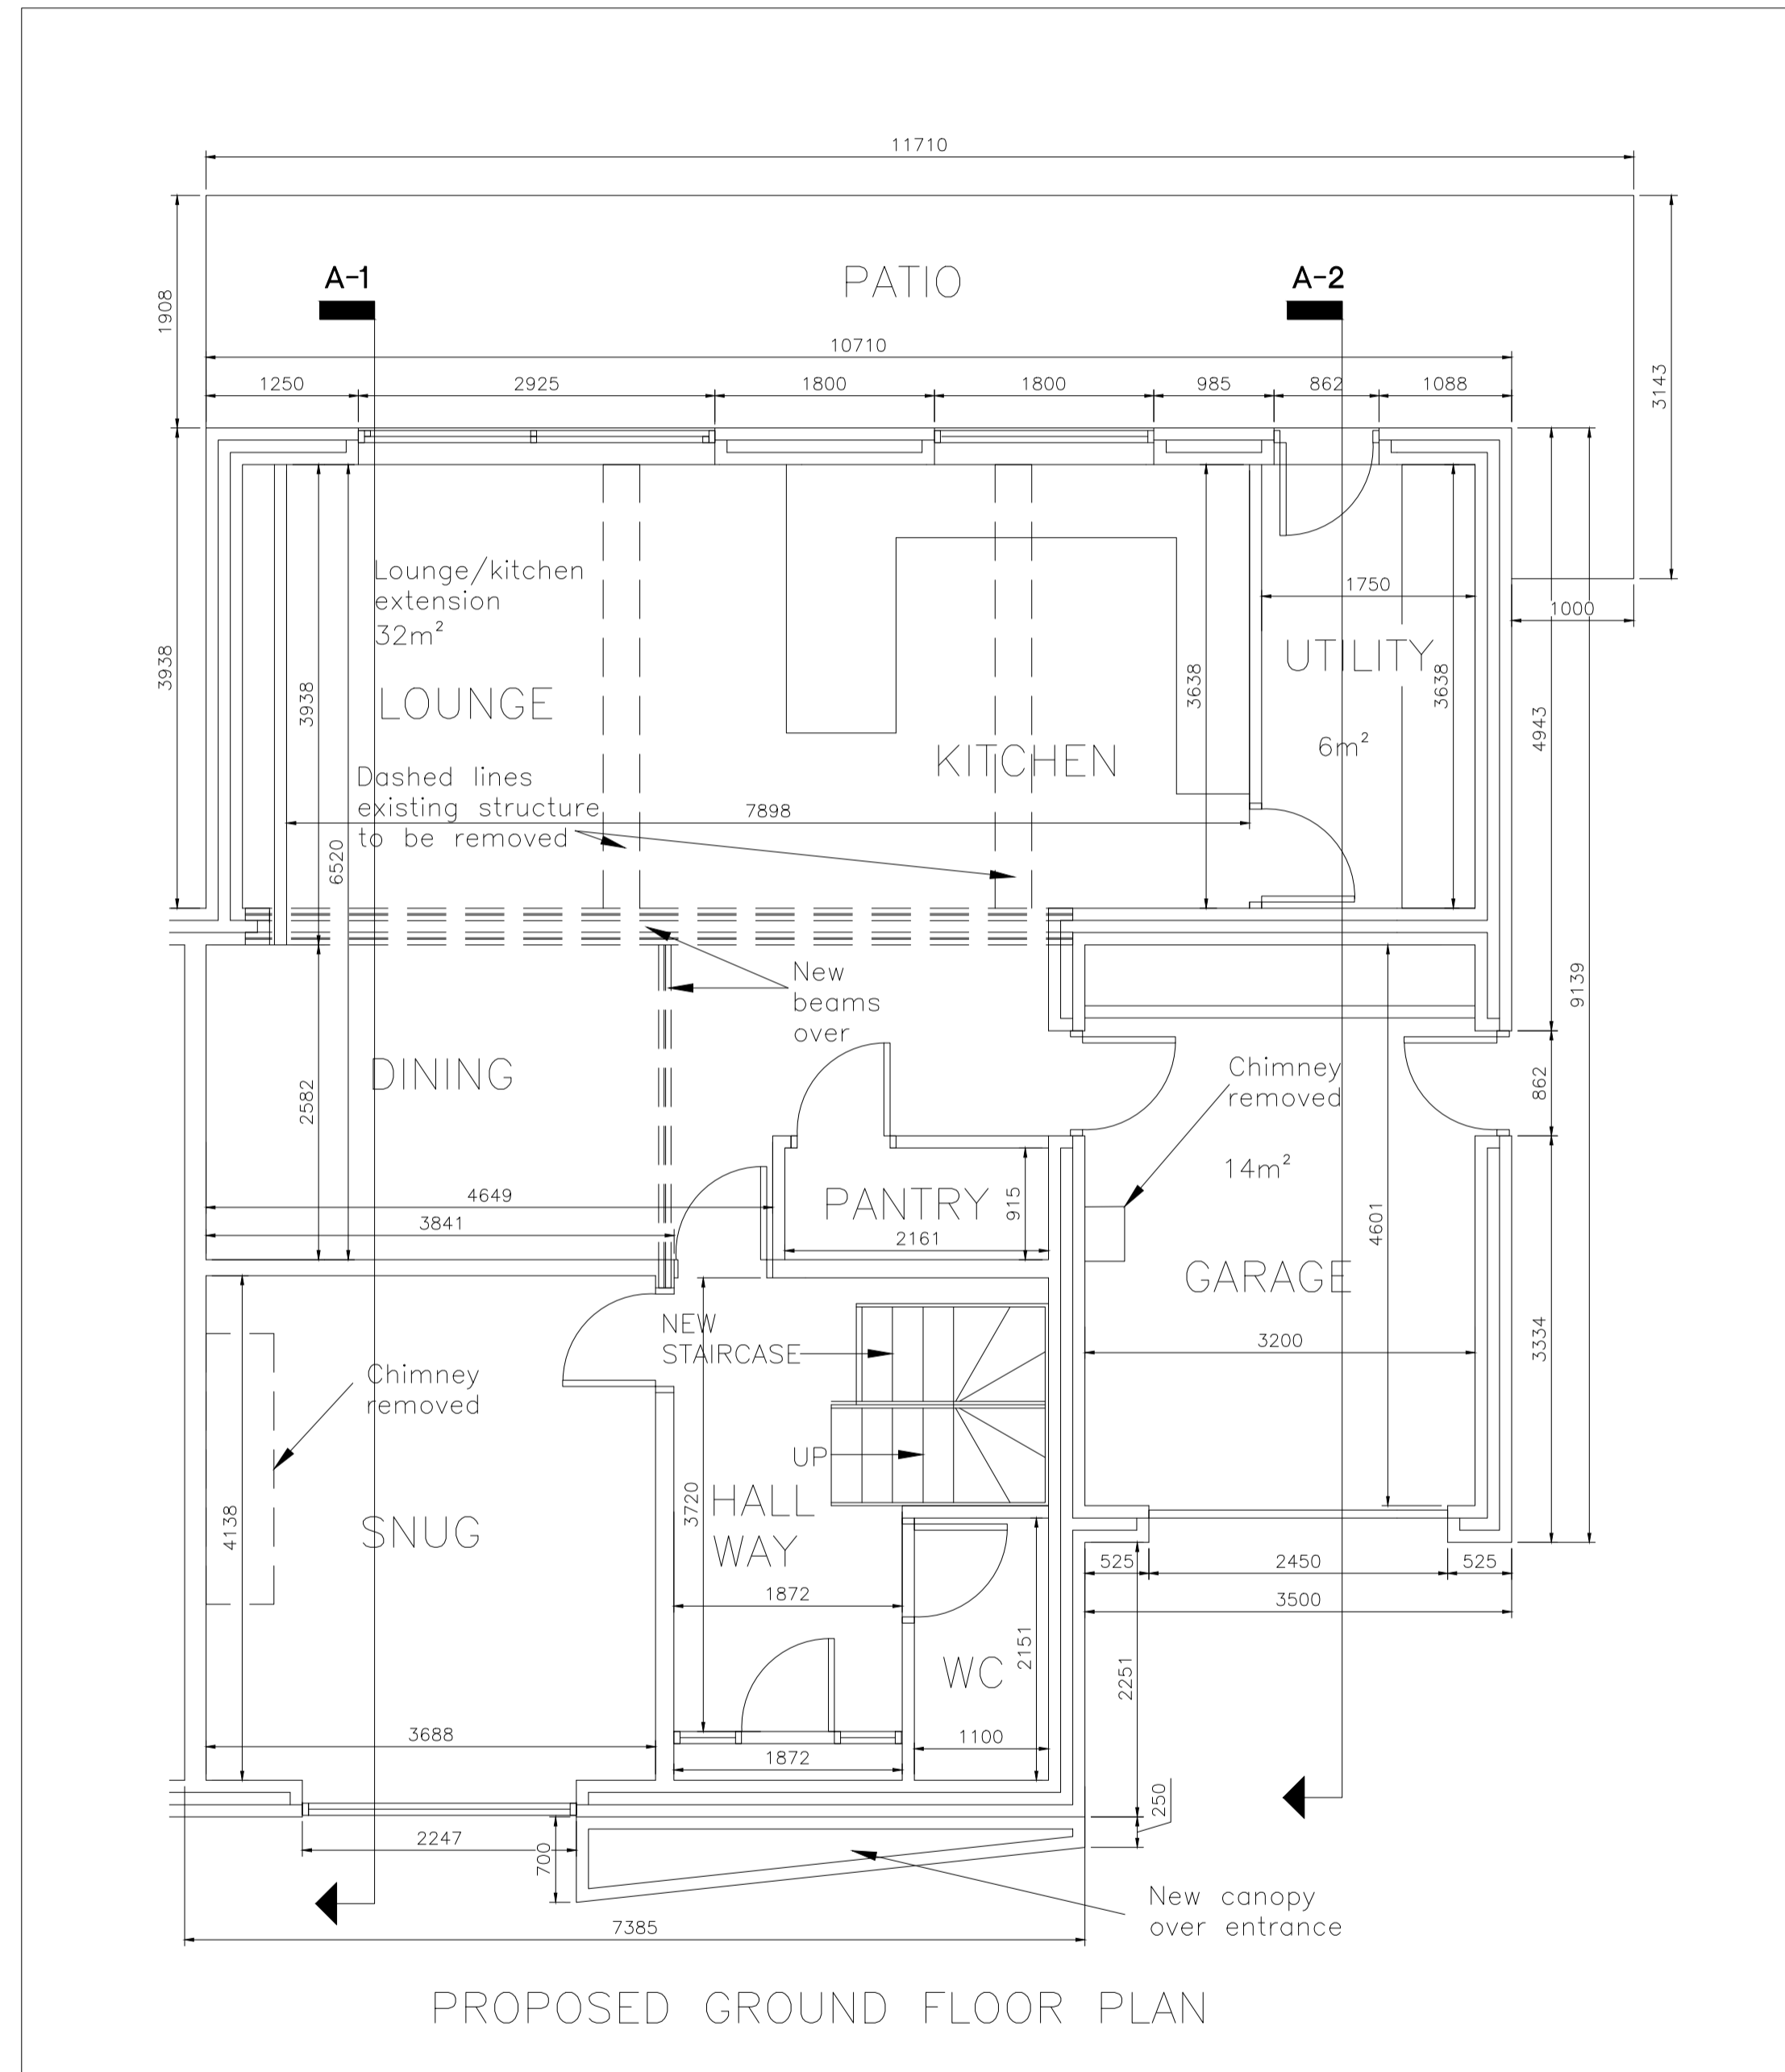 11710
A-1
PATIO
A-2
1908
3143
10710
1250
2925
1800
1800
985
862
1088
Lounge/kitchen
extension
32m²
1750
1000
UTILITY
3938
3938
LOUNGE
3638
3638
4943
KITCHEN
6m²
Dashed lines
existing structure
to be removed
7898
6520
New
beams
over
9139
DINING
2582
Chimney
removed
862
14m²
4649
PANTRY
915
3841
2161
4601
GARAGE
NEW
STAIRCASE
3200
3334
Chimney
removed
UP
3720
HALL
WAY
4138
SNUG
525
2450
525
3500
1872
2151
WC
2251
3688
1100
1872
250
2247
700
New canopy
over entrance
7385
PROPOSED GROUND FLOOR PLAN